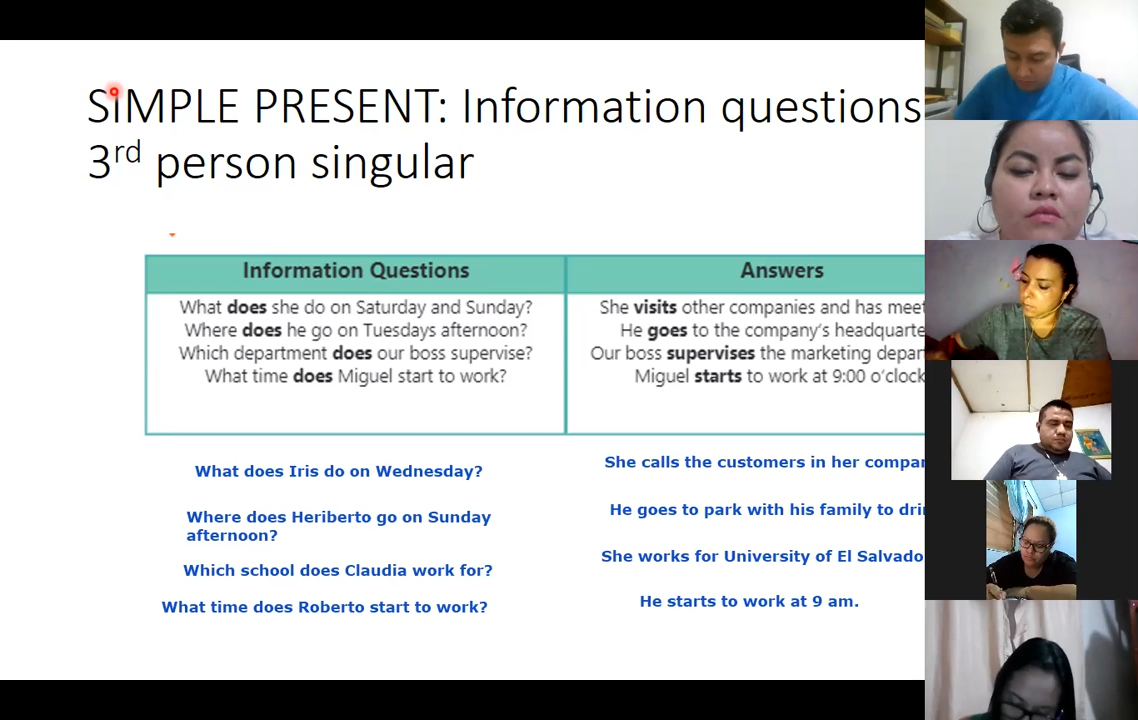 SIMPLE PRESENT: Information questions
3rd person singular
Information Questions
Answers
What does she do on Saturday and Sunday?
She visits other companies and has
Where does he go on Tuesdays afternoon?
He goes to the company's
Which department does our boss supervise?
Our boss supervises the marketing
What time does Miguel start to work?
Miguel starts to work at 9:00 o'clock
What does Iris do on Wednesday?
She calls the customers in her
Where does Heriberto go on Sunday
afternoon?
He goes to park with his family to
Which school does Claudia work for?
She works for University of El
What time does Roberto start to work?
He starts to work at 9 am.